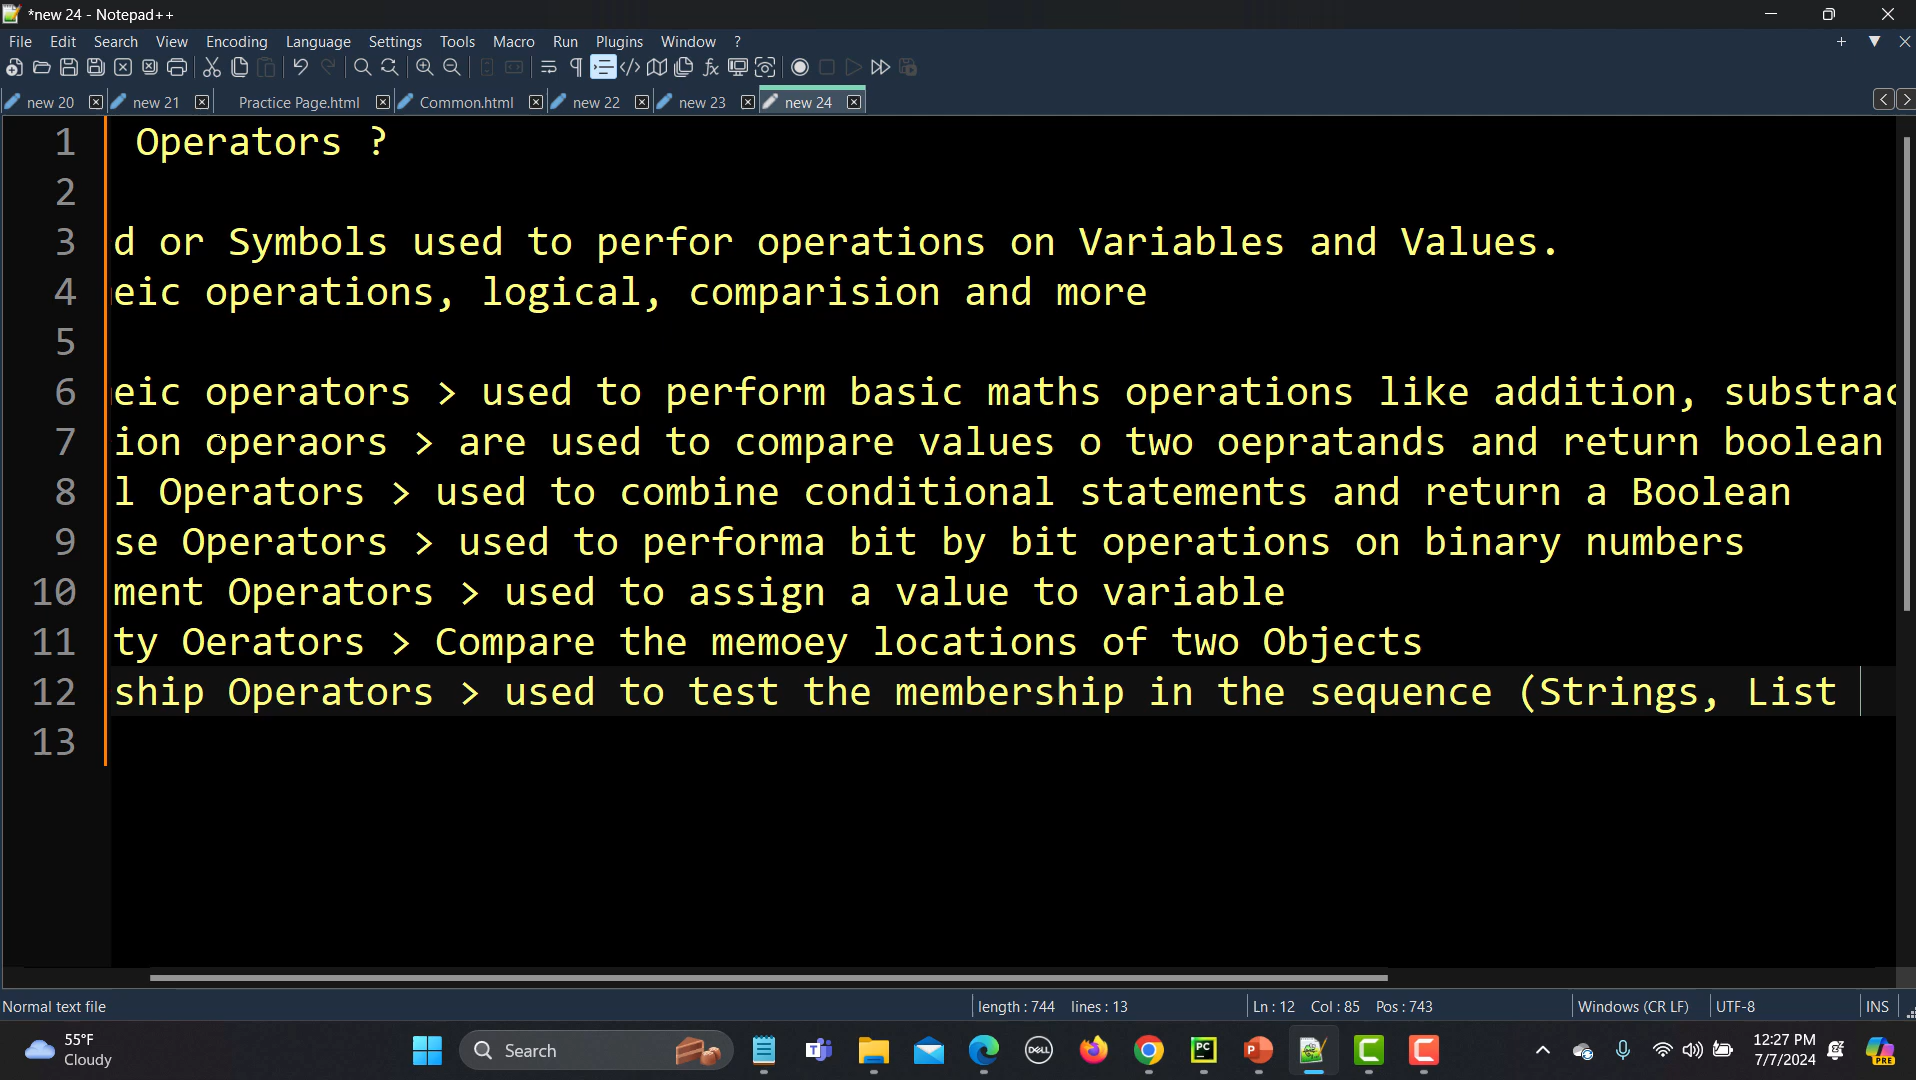 *new 24 - Notepad++
File Edit Search View Encoding Language Settings Tools Macro Run Plugins Window ?
new 20 new 21 Practice Page.html Common.html new 22 new 23 new 24
1 Operators ?
2
3 d or Symbols used to perfor operations on Variables and Values.
4 eic operations, logical, comparision and more
5
6 eic operators > used to perform basic maths operations like addition, substrac
7 ion operaors > are used to compare values o two oepratands and return boolean
8 l Operators > used to combine conditional statements and return a Boolean
9 se Operators > used to performa bit by bit operations on binary numbers
10 ment Operators > used to assign a value to variable
11 ty Oerators > Compare the memoey locations of two Objects
12 ship Operators > used to test the membership in the sequence (Strings, List
13
Normal text file length : 744 lines : 13 Ln : 12 Col : 85 Pos : 743 Windows (CR LF) UTF-8 INS
55°F
Cloudy
Search
DELL
PC
12:27 PM
7/7/2024
PRE